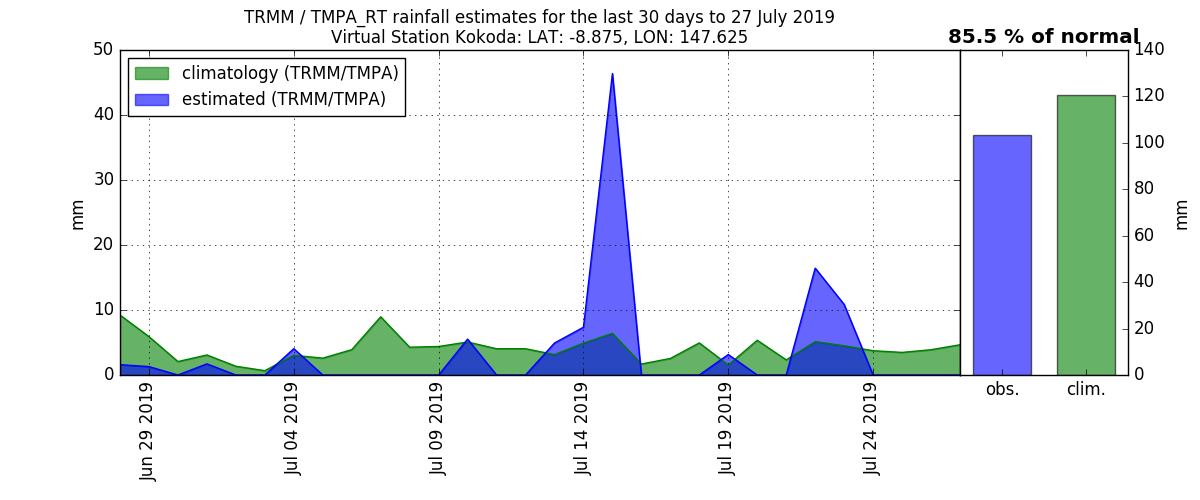 TRMM / TMPA_RT rainfall estimates for the last 30 days to 27 July 2019
Virtual Station Kokoda: LAT: -8.875, LON: 147.625
85.5 % of normal
climatology (TRMM/TMPA)
estimated (TRMM/TMPA)
50
40
30
20
10
0
mm
Jun 29 2019
Jul 04 2019
Jul 09 2019
Jul 14 2019
Jul 19 2019
Jul 24 2019
140
120
100
80
60
40
20
0
mm
obs.
clim.